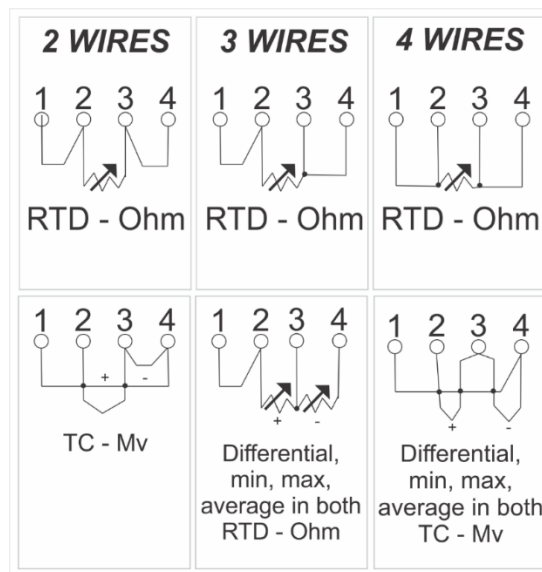 2 WIRES
1 2 3 4
RTD - Ohm
3 WIRES
1 2 3 4
RTD - Ohm
4 WIRES
1 2 3 4
RTD - Ohm
1 2 3 4
+ -
TC - Mv
1 2 3 4
+ -
Differential,
min, max,
average in both
RTD - Ohm
1 2 3 4
+ -
Differential,
min, max,
average in both
TC - Mv